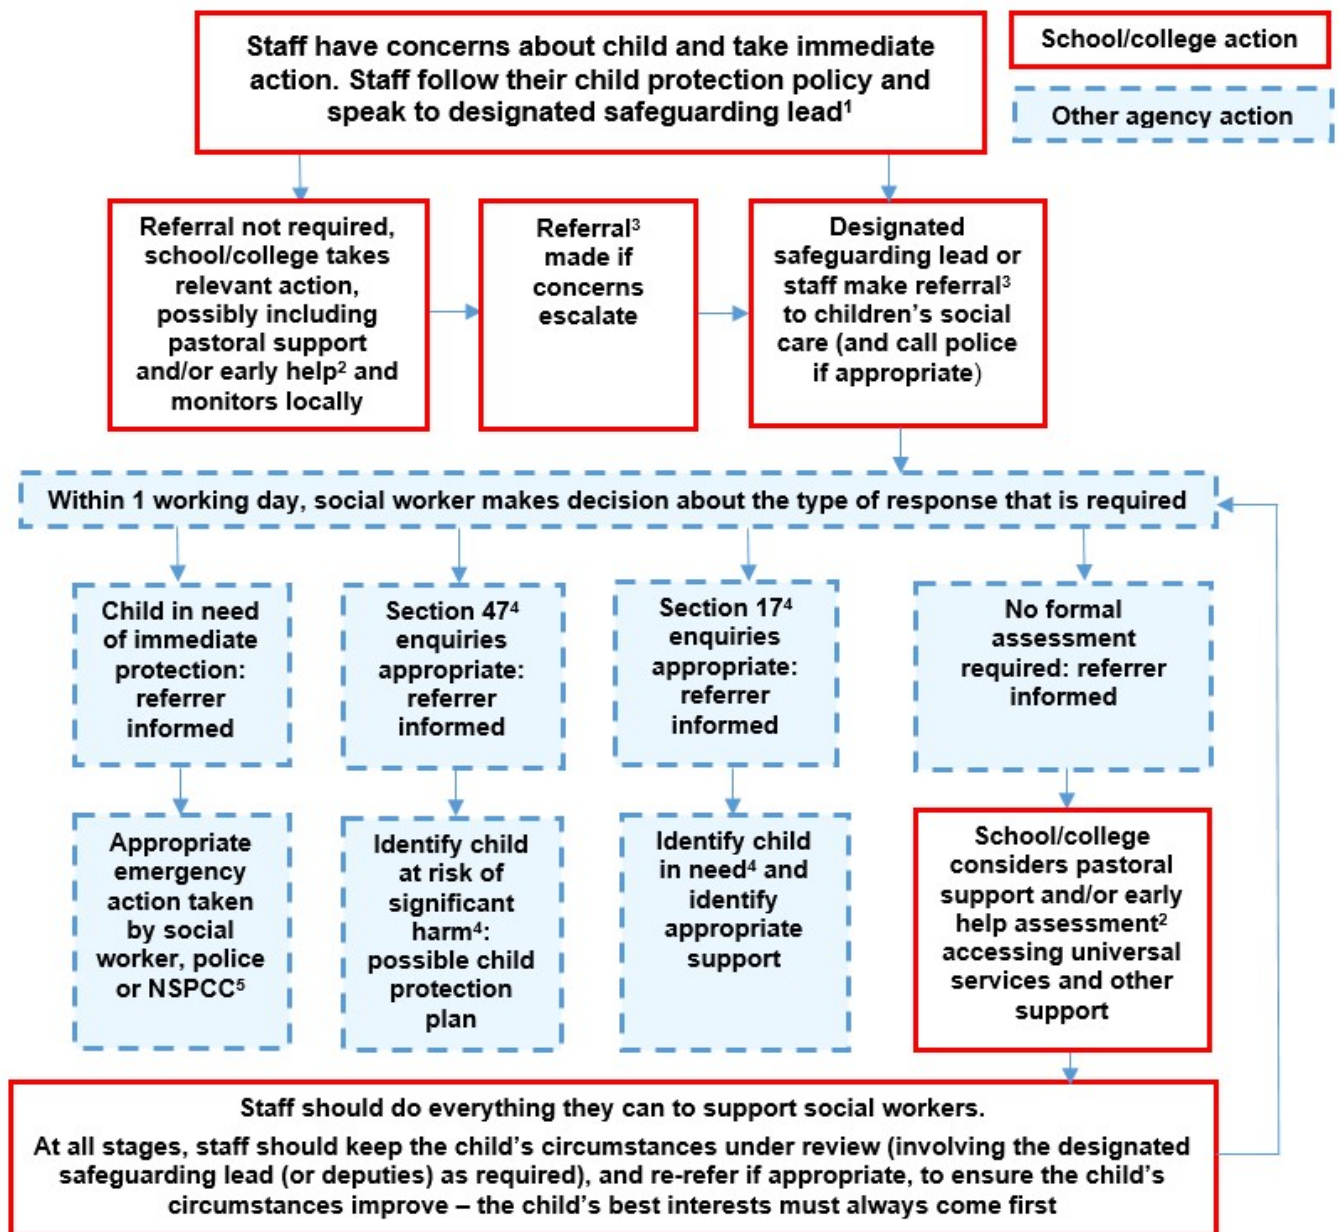 Staff have concerns about child and take immediate
action. Staff follow their child protection policy and
speak to designated safeguarding lead¹
School/college action
Other agency action
Referral not required,
school/college takes
relevant action,
possibly including
pastoral support
and/or early help² and
monitors locally
Referral³
made if
concerns
escalate
Designated
safeguarding lead or
staff make referral³
to children’s social
care (and call police
if appropriate)
Within 1 working day, social worker makes decision about the type of response that is required
Child in need
of immediate
protection:
referrer
informed
Section 47⁴
enquiries
appropriate:
referrer
informed
Section 17⁴
enquiries
appropriate:
referrer
informed
No formal
assessment
required: referrer
informed
Appropriate
emergency
action taken
by social
worker, police
or NSPCC⁵
Identify child
at risk of
significant
harm⁴:
possible child
protection
plan
Identify child
in need⁴ and
identify
appropriate
support
School/college
considers pastoral
support and/or early
help assessment²
accessing universal
services and other
support
Staff should do everything they can to support social workers.
At all stages, staff should keep the child’s circumstances under review (involving the designated
safeguarding lead (or deputies) as required), and re-refer if appropriate, to ensure the child’s
circumstances improve – the child’s best interests must always come first